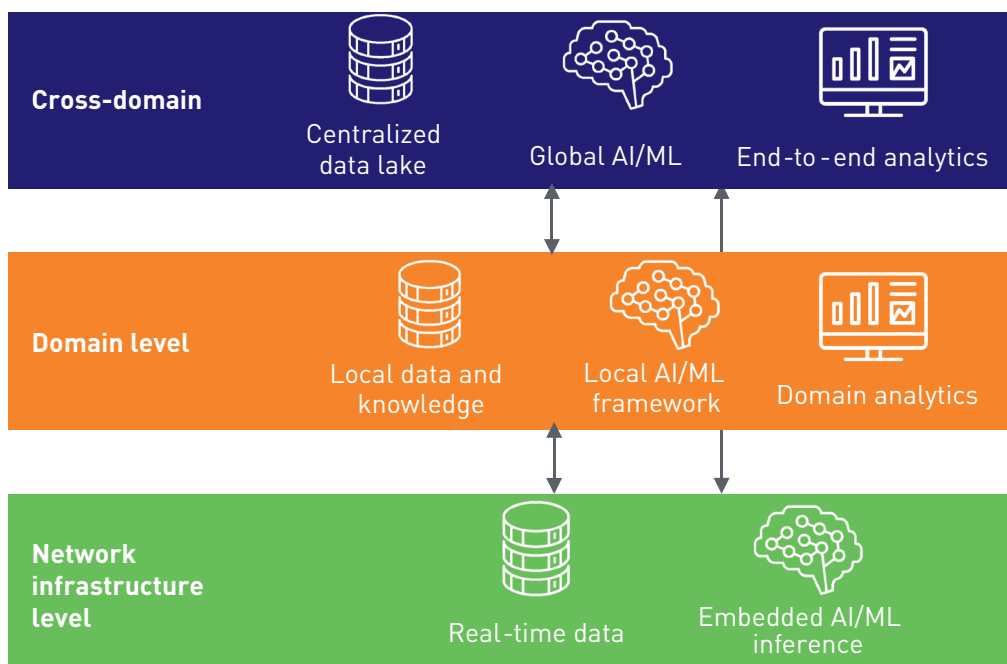 Cross-domain
Centralized
data lake
Global AI/ML
End-to-end analytics
Domain level
Local data and
knowledge
Local AI/ML
framework
Domain analytics
Network
infrastructure
level
Real-time data
Embedded AI/ML
inference